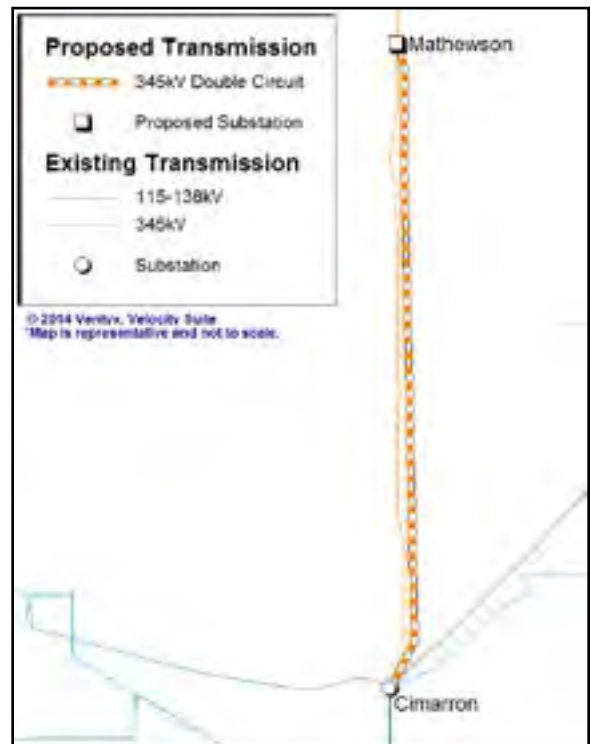 Proposed Transmission
345kV Double Circuit
Proposed Substation
Existing Transmission
115-138kV
345kV
Substation
© 2014 Ventyx, Velocity Suite
*Map is representative and not to scale.
Mathewson
Cimarron